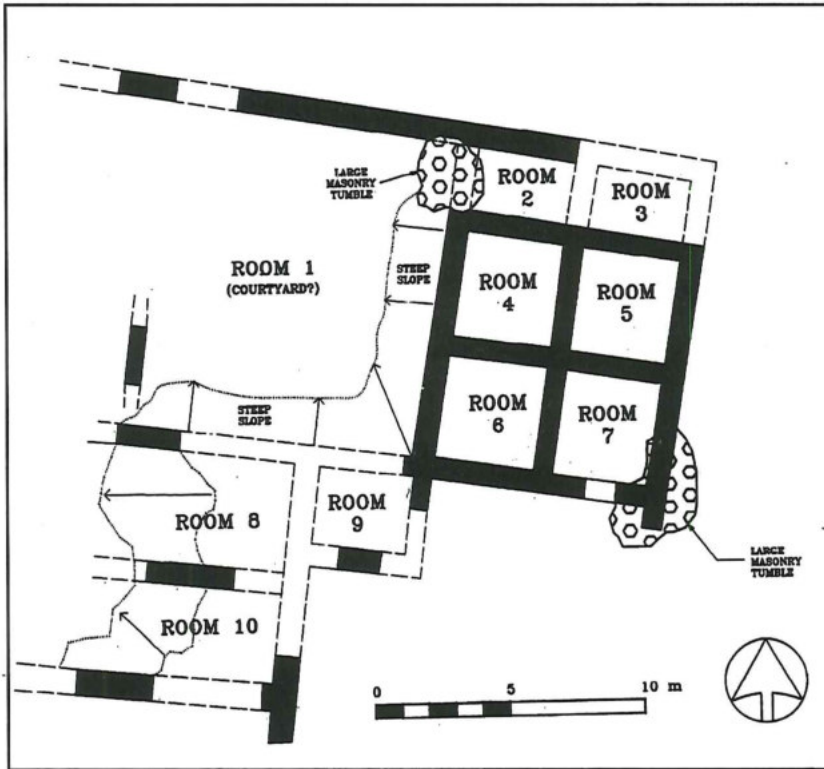 LARGE
MASONRY
TUMBLE
ROOM
2
ROOM
3
ROOM 1
(COURTYARD?)
STEEP
SLOPE
ROOM
4
ROOM
5
STEEP
SLOPE
ROOM
6
ROOM
7
ROOM 8
ROOM
9
LARGE
MASONRY
TUMBLE
ROOM 10
0 5 10 m